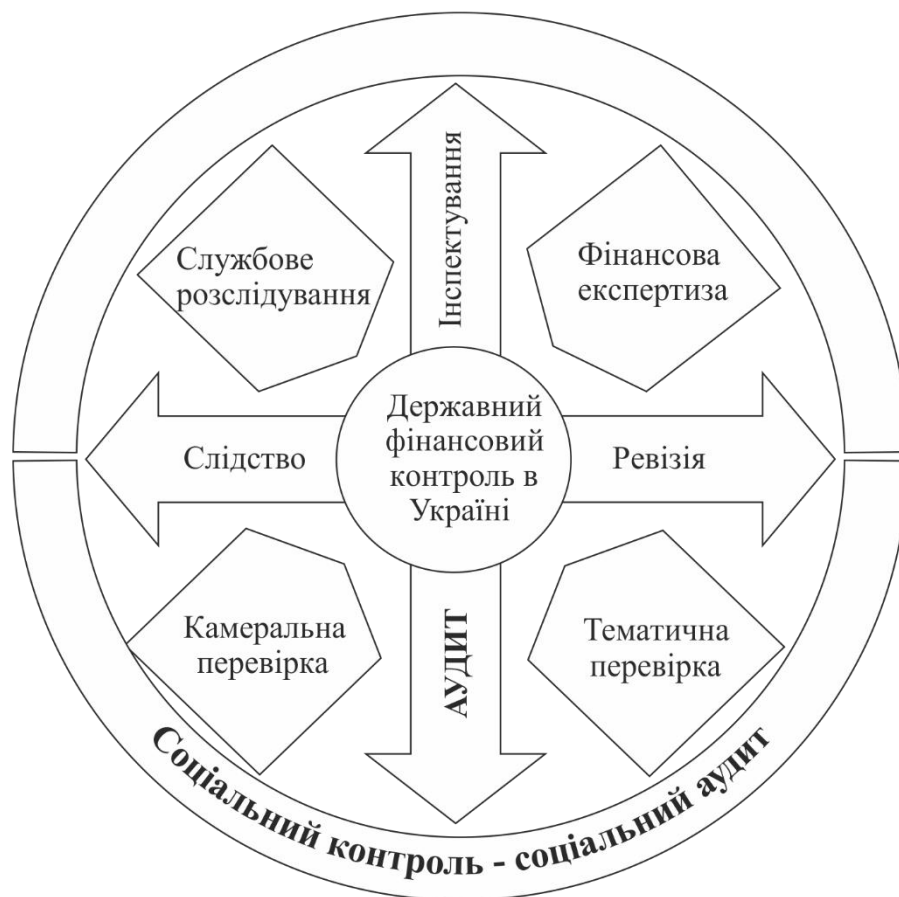 Інспектування
Службове
розслідування
Фінансова
експертиза
Державний
фінансовий
контроль в
Україні
Слідство
Ревізія
Камеральна
перевірка
АУДИТ
Тематична
перевірка
Соціальний контроль - соціальний аудит